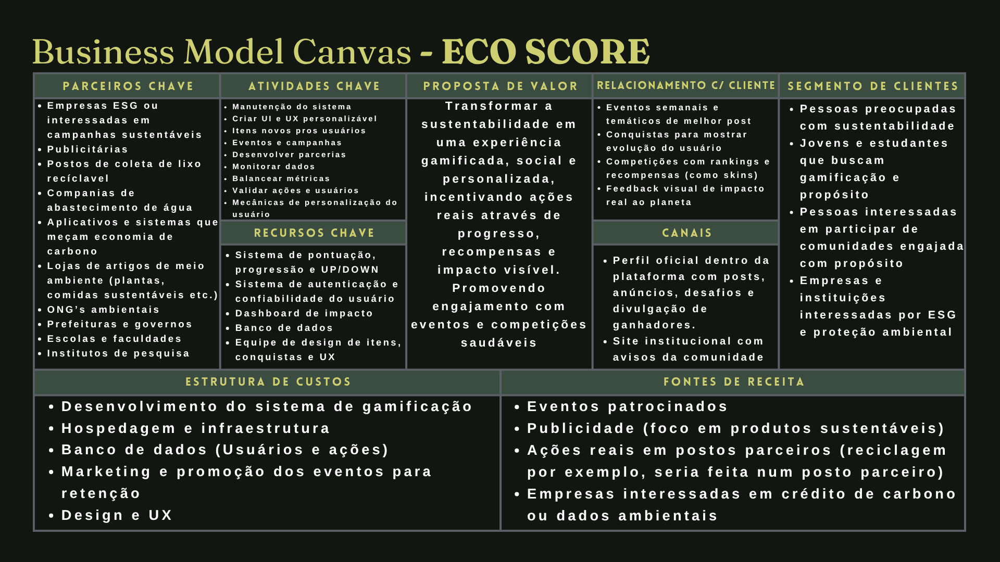 Business Model Canvas - ECO SCORE
PARCEIROS CHAVE
• Empresas ESG ou
interessadas em
campanhas sustentáveis
• Publicitárias
• Postos de coleta de lixo
recíclavel
• Companias de
abastecimento de água
• Aplicativos e sistemas que
meçam economia de
carbono
• Lojas de artigos de meio
ambiente (plantas,
comidas sustentáveis etc.)
• ONG’s ambientais
• Prefeituras e governos
• Escolas e faculdades
• Institutos de pesquisa
ATIVIDADES CHAVE
• Manutenção do sistema
• Criar UI e UX personalizável
• Itens novos pros usuários
• Eventos e campanhas
• Desenvolver parcerias
• Monitorar dados
• Balancear métricas
• Validar ações e usuários
• Mecânicas de personalização do
usuário
RECURSOS CHAVE
• Sistema de pontuação,
progressão e UP/DOWN
• Sistema de autenticação e
confiabilidade do usuário
• Dashboard de impacto
• Banco de dados
• Equipe de design de itens,
conquistas e UX
PROPOSTA DE VALOR
Transformar a
sustentabilidade em
uma experiência
gamificada, social e
personalizada,
incentivando ações
reais através de
progresso,
recompensas e
impacto visível.
Promovendo
engajamento com
eventos e competições
saudáveis
RELACIONAMENTO C/ CLIENTE
• Eventos semanais e
temáticos de melhor post
• Conquistas para mostrar
evolução do usuário
• Competições com rankings e
recompensas (como skins)
• Feedback visual de impacto
real ao planeta
CANAIS
• Perfil oficial dentro da
plataforma com posts,
anúncios, desafios e
divulgação de
ganhadores.
• Site institucional com
avisos da comunidade
SEGMENTO DE CLIENTES
• Pessoas preocupadas
com sustentabilidade
• Jovens e estudantes
que buscam
gamificação e
propósito
• Pessoas interessadas
em participar de
comunidades engajada
com propósito
• Empresas e
instituições
interessadas por ESG
e proteção ambiental
ESTRUTURA DE CUSTOS
• Desenvolvimento do sistema de gamificação
• Hospedagem e infraestrutura
• Banco de dados (Usuários e ações)
• Marketing e promoção dos eventos para
retenção
• Design e UX
FONTES DE RECEITA
• Eventos patrocinados
• Publicidade (foco em produtos sustentáveis)
• Ações reais em postos parceiros (reciclagem
por exemplo, seria feita num posto parceiro)
• Empresas interessadas em crédito de carbono
ou dados ambientais